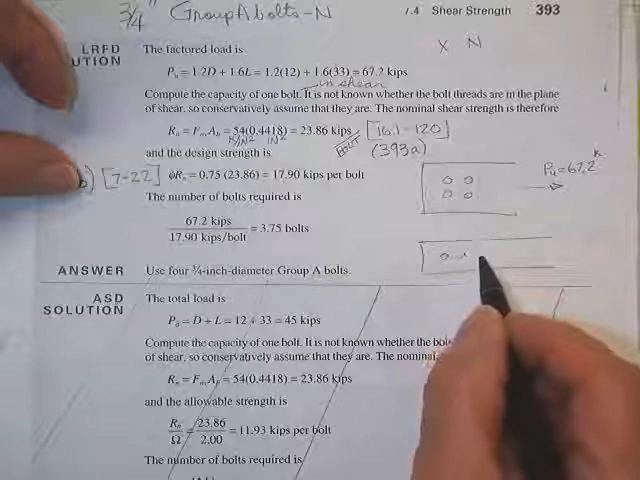 3/4" Group A bolts - N
7.4 Shear Strength 393
X N
LRFD The factored load is
UTION
Pu = 1.2D + 1.6L = 1.2(12) + 1.6(33) = 67.2 kips
in shear
Compute the capacity of one bolt. It is not known whether the bolt threads are in the plane
of shear, so conservatively assume that they are. The nominal shear strength is therefore
Rn = FnvAb = 54(0.4418) = 23.86 kips [16.1-120]
K/IN² IN² BOLT (393a)
and the design strength is
b) [7-22] φRn = 0.75 (23.86) = 17.90 kips per bolt
Pu = 67.2 K
The number of bolts required is
67.2 kips
17.90 kips/bolt = 3.75 bolts
ANSWER Use four ¾-inch-diameter Group A bolts.
ASD The total load is
SOLUTION
Pa = D + L = 12 + 33 = 45 kips
Compute the capacity of one bolt. It is not known whether the bol
of shear, so conservatively assume that they are. The nominal
Rn = FnvAb = 54(0.4418) = 23.86 kips
and the allowable strength is
Rn = 23.86 = 11.93 kips per bolt
Ω 2.00
The number of bolts required is